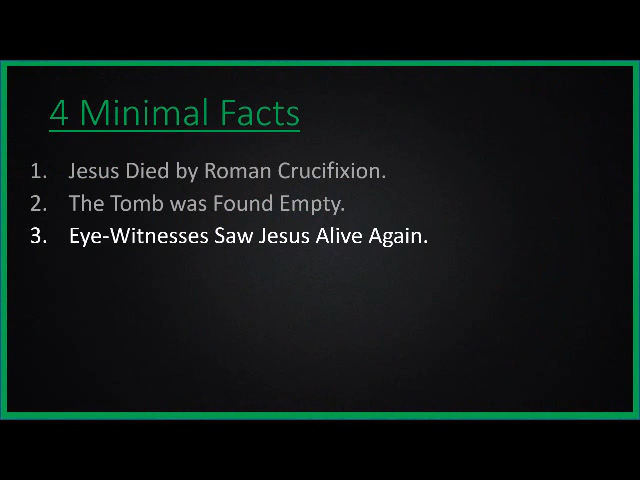 4 Minimal Facts
1. Jesus Died by Roman Crucifixion.
2. The Tomb was Found Empty.
3. Eye-Witnesses Saw Jesus Alive Again.